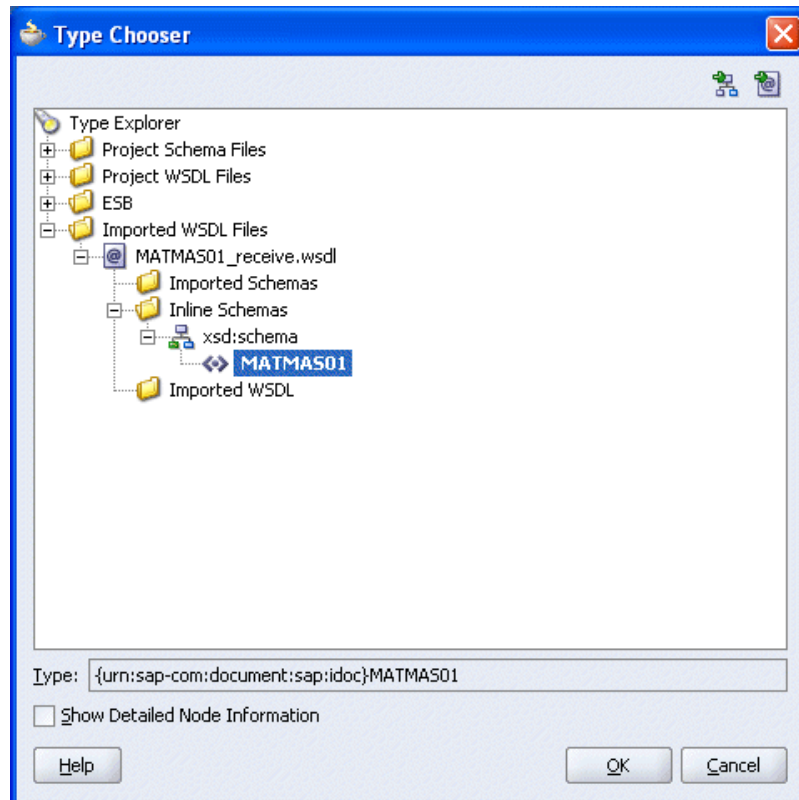 Type Chooser
Type Explorer
Project Schema Files
Project WSDL Files
ESB
Imported WSDL Files
MATMAS01_receive.wsdl
Imported Schemas
Inline Schemas
xsd:schema
MATMAS01
Imported WSDL
Type: {urn:sap-com:document:sap:idoc}MATMAS01
Show Detailed Node Information
Help OK Cancel